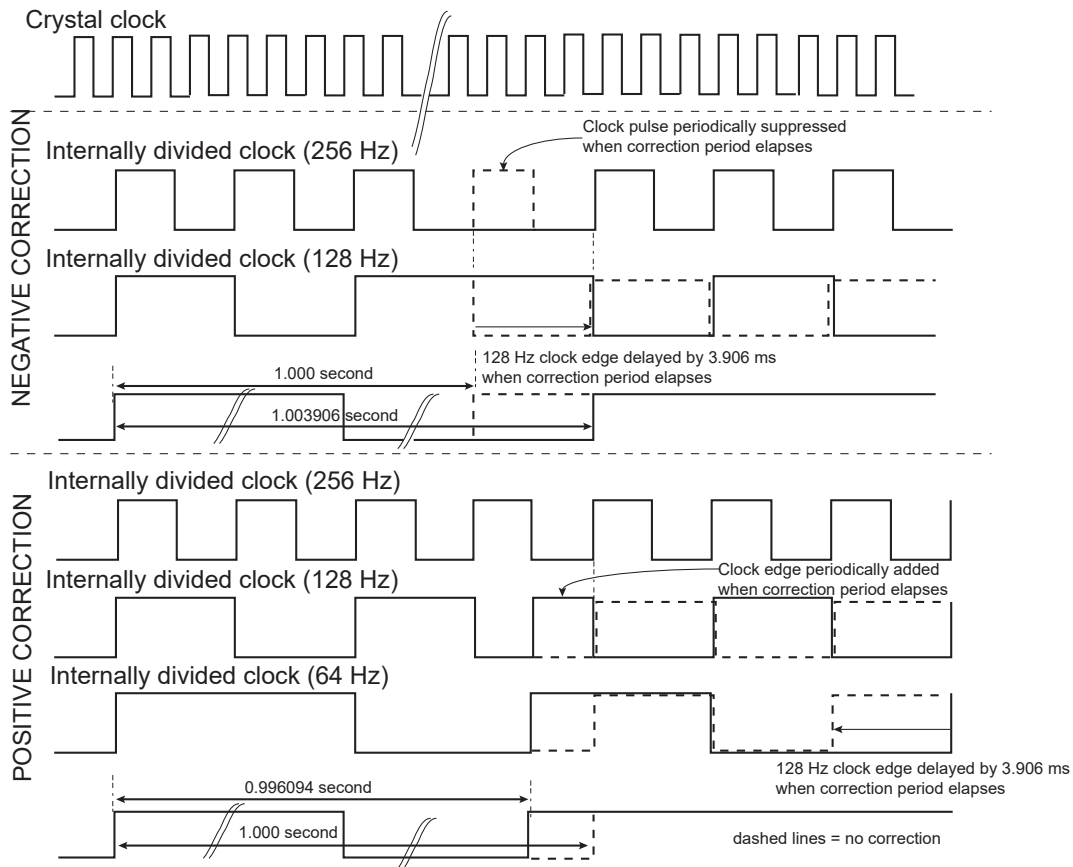 Crystal clock
NEGATIVE CORRECTION
Clock pulse periodically suppressed
when correction period elapses
Internally divided clock (256 Hz)
Internally divided clock (128 Hz)
128 Hz clock edge delayed by 3.906 ms
when correction period elapses
1.000 second
1.003906 second
POSITIVE CORRECTION
Internally divided clock (256 Hz)
Internally divided clock (128 Hz)
Clock edge periodically added
when correction period elapses
Internally divided clock (64 Hz)
128 Hz clock edge delayed by 3.906 ms
when correction period elapses
0.996094 second
1.000 second
dashed lines = no correction